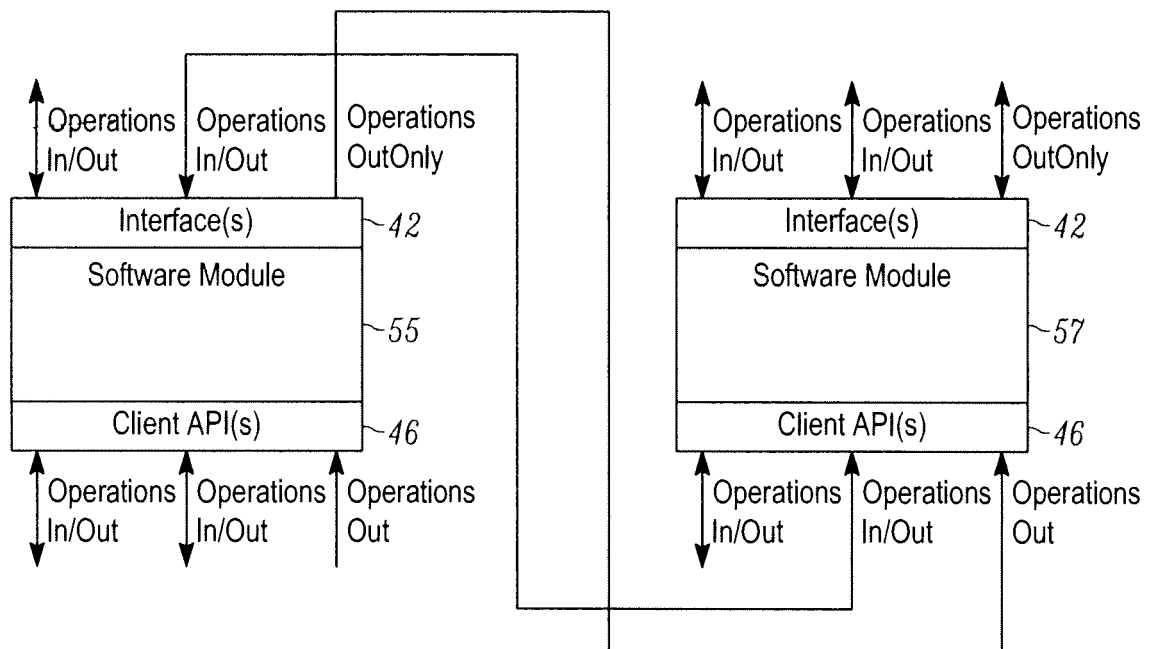 Operations
In/Out
Operations
In/Out
Operations
OutOnly
Operations
In/Out
Operations
In/Out
Operations
OutOnly
Interface(s)
42
Software Module
55
Client API(s)
46
Interface(s)
42
Software Module
57
Client API(s)
46
Operations
In/Out
Operations
In/Out
Operations
Out
Operations
In/Out
Operations
In/Out
Operations
Out